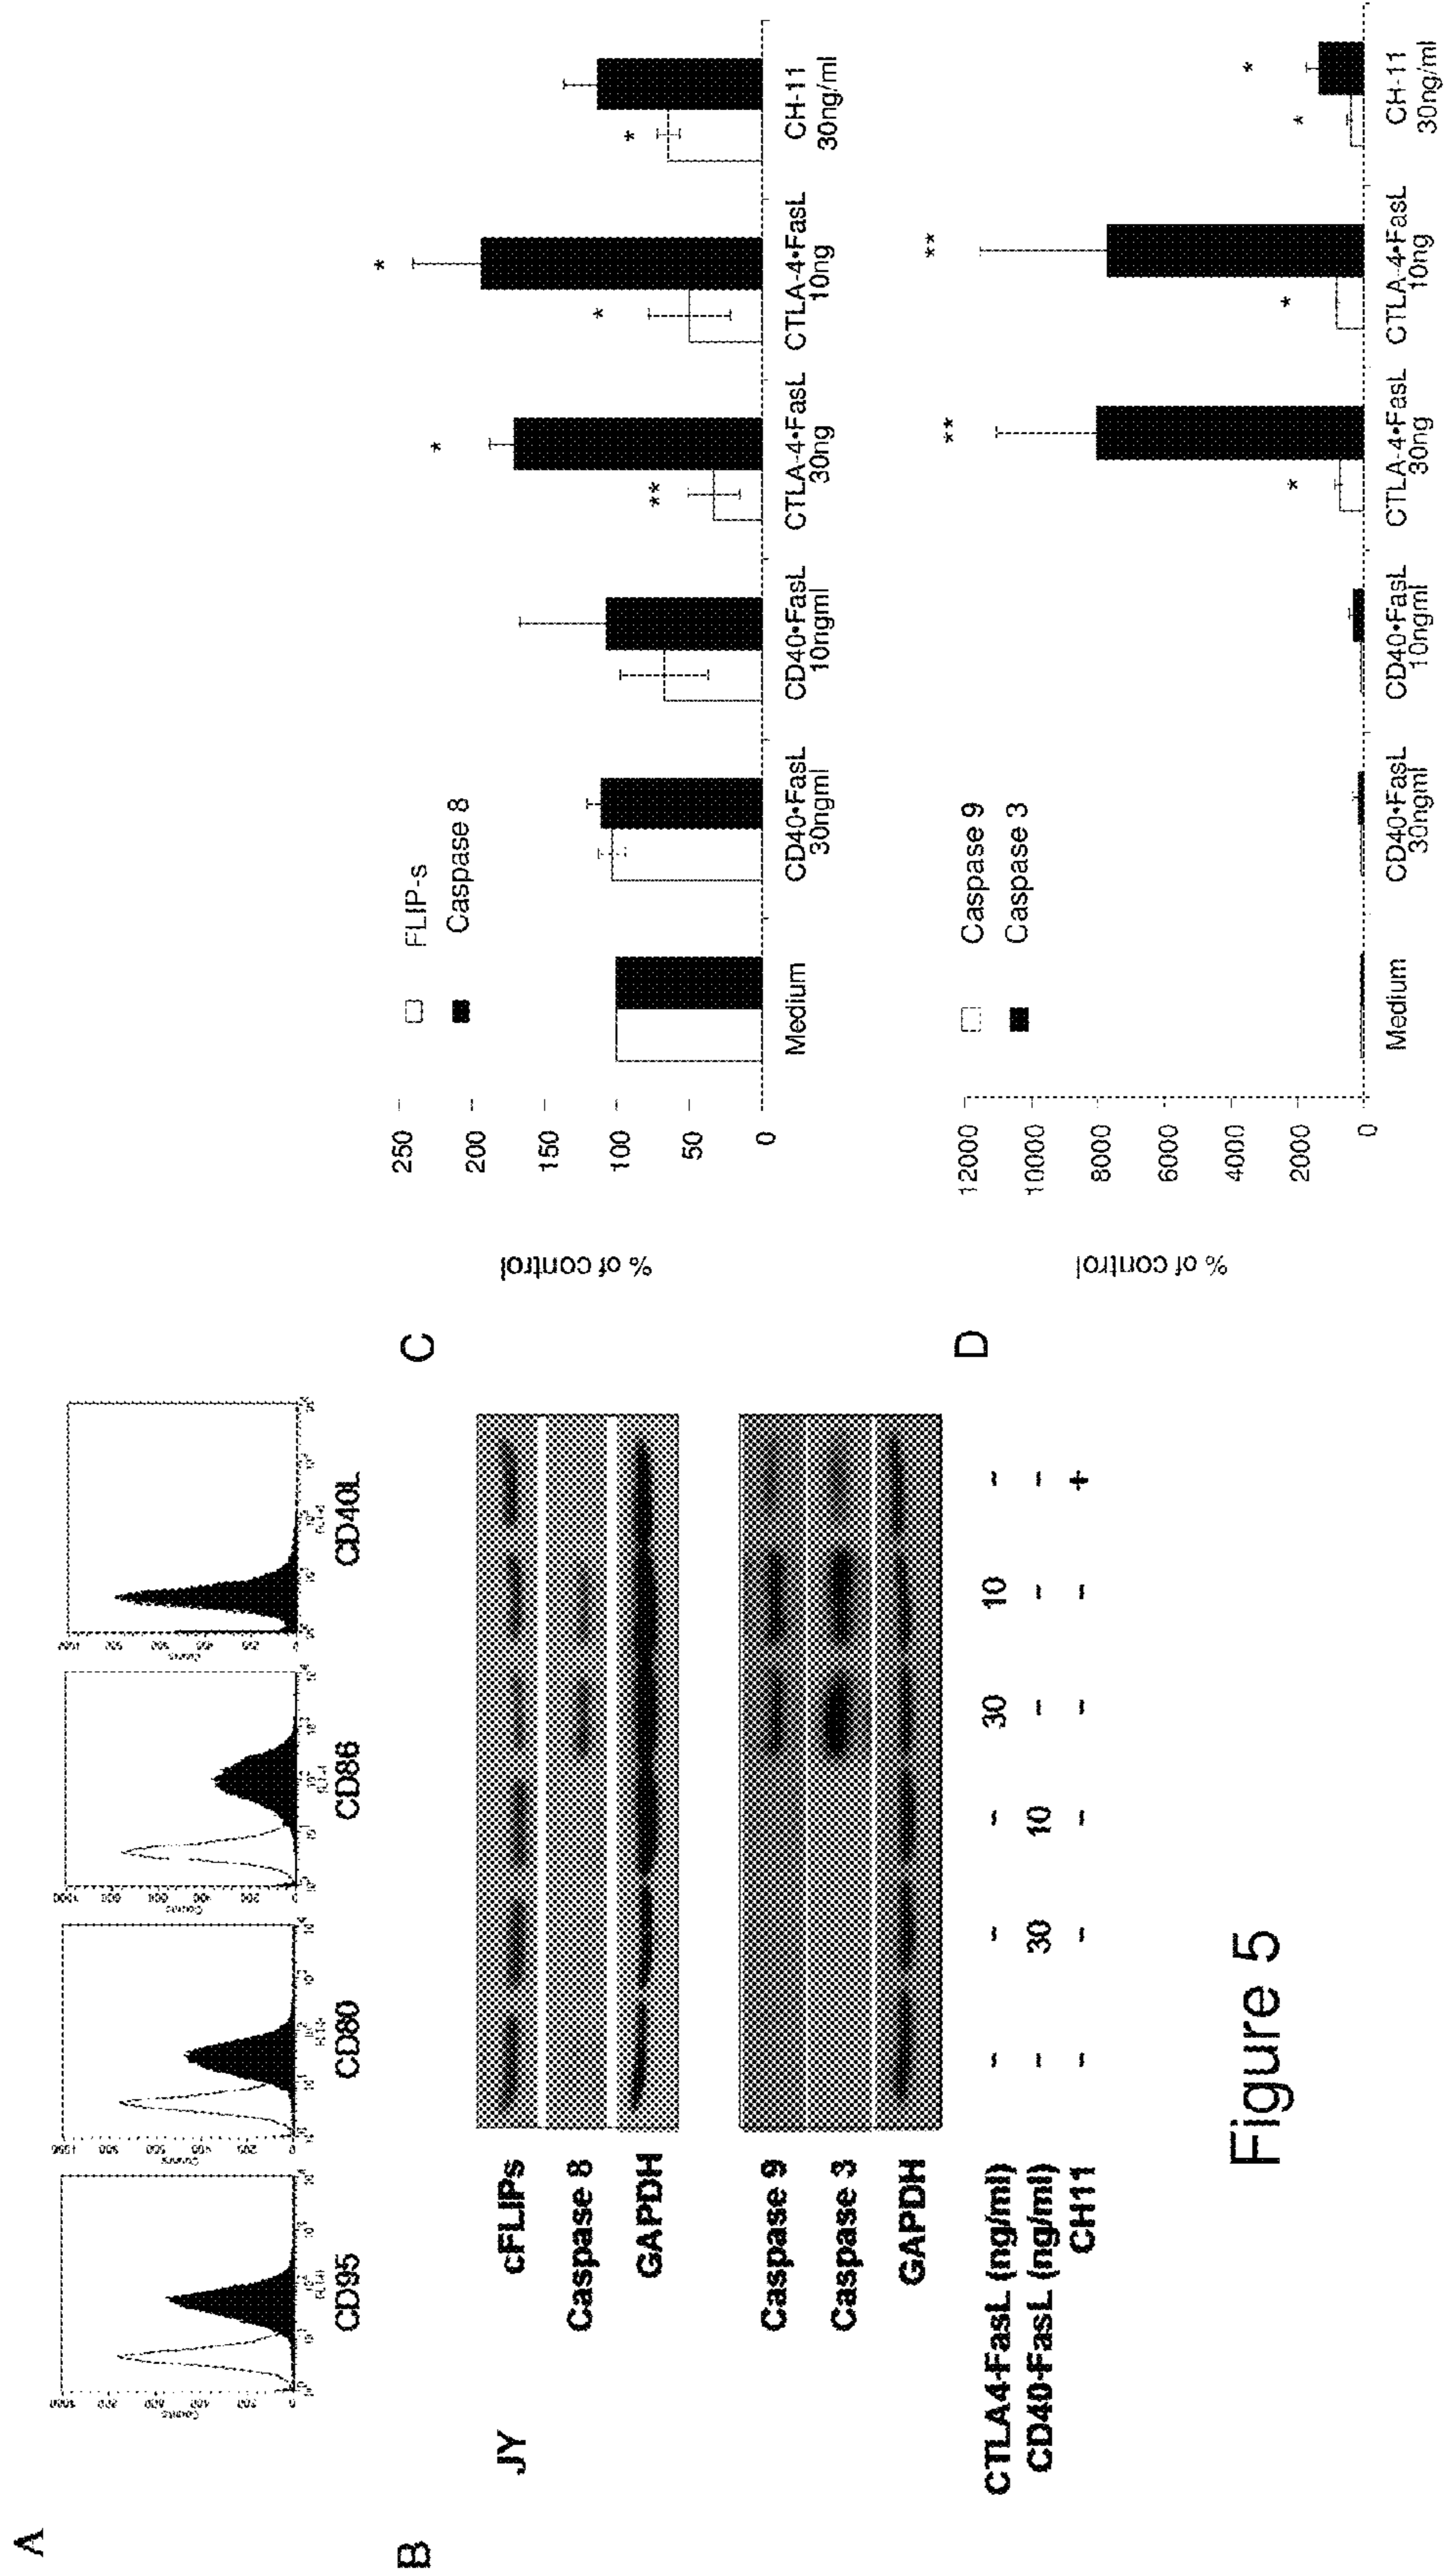 A
CD95
CD80
CD86
CD40L
B
JY
cFLIPs
Caspase 8
GAPDH
Caspase 9
Caspase 3
GAPDH
CTLA4-FasL (ng/ml) - - - 30 10 -
CD40-FasL (ng/ml) - 30 10 - - -
CH11 - - - - - +
C
% of control
250
200
150
100
50
0
FLIP-s
Caspase 8
** * * * *
Medium
CD40•FasL
30ngml
CD40•FasL
10ngml
CTLA-4•FasL
30ng
CTLA-4•FasL
10ng
CH-11
30ng/ml
D
% of control
12000
10000
8000
6000
4000
2000
0
Caspase 9
Caspase 3
* ** * ** * *
Medium
CD40•FasL
30ngml
CD40•FasL
10ngml
CTLA-4•FasL
30ng
CTLA-4•FasL
10ng
CH-11
30ng/ml
Figure 5